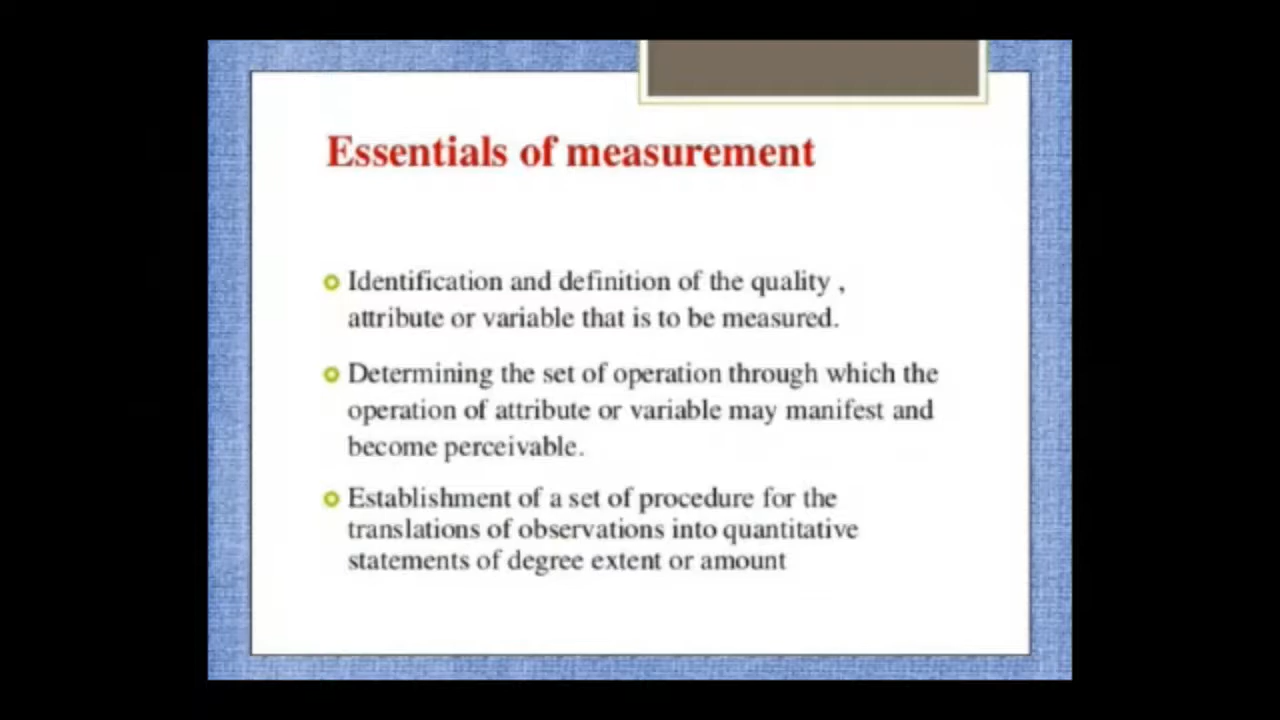 Essentials of measurement
Identification and definition of the quality ,
attribute or variable that is to be measured.
Determining the set of operation through which the
operation of attribute or variable may manifest and
become perceivable.
Establishment of a set of procedure for the
translations of observations into quantitative
statements of degree extent or amount